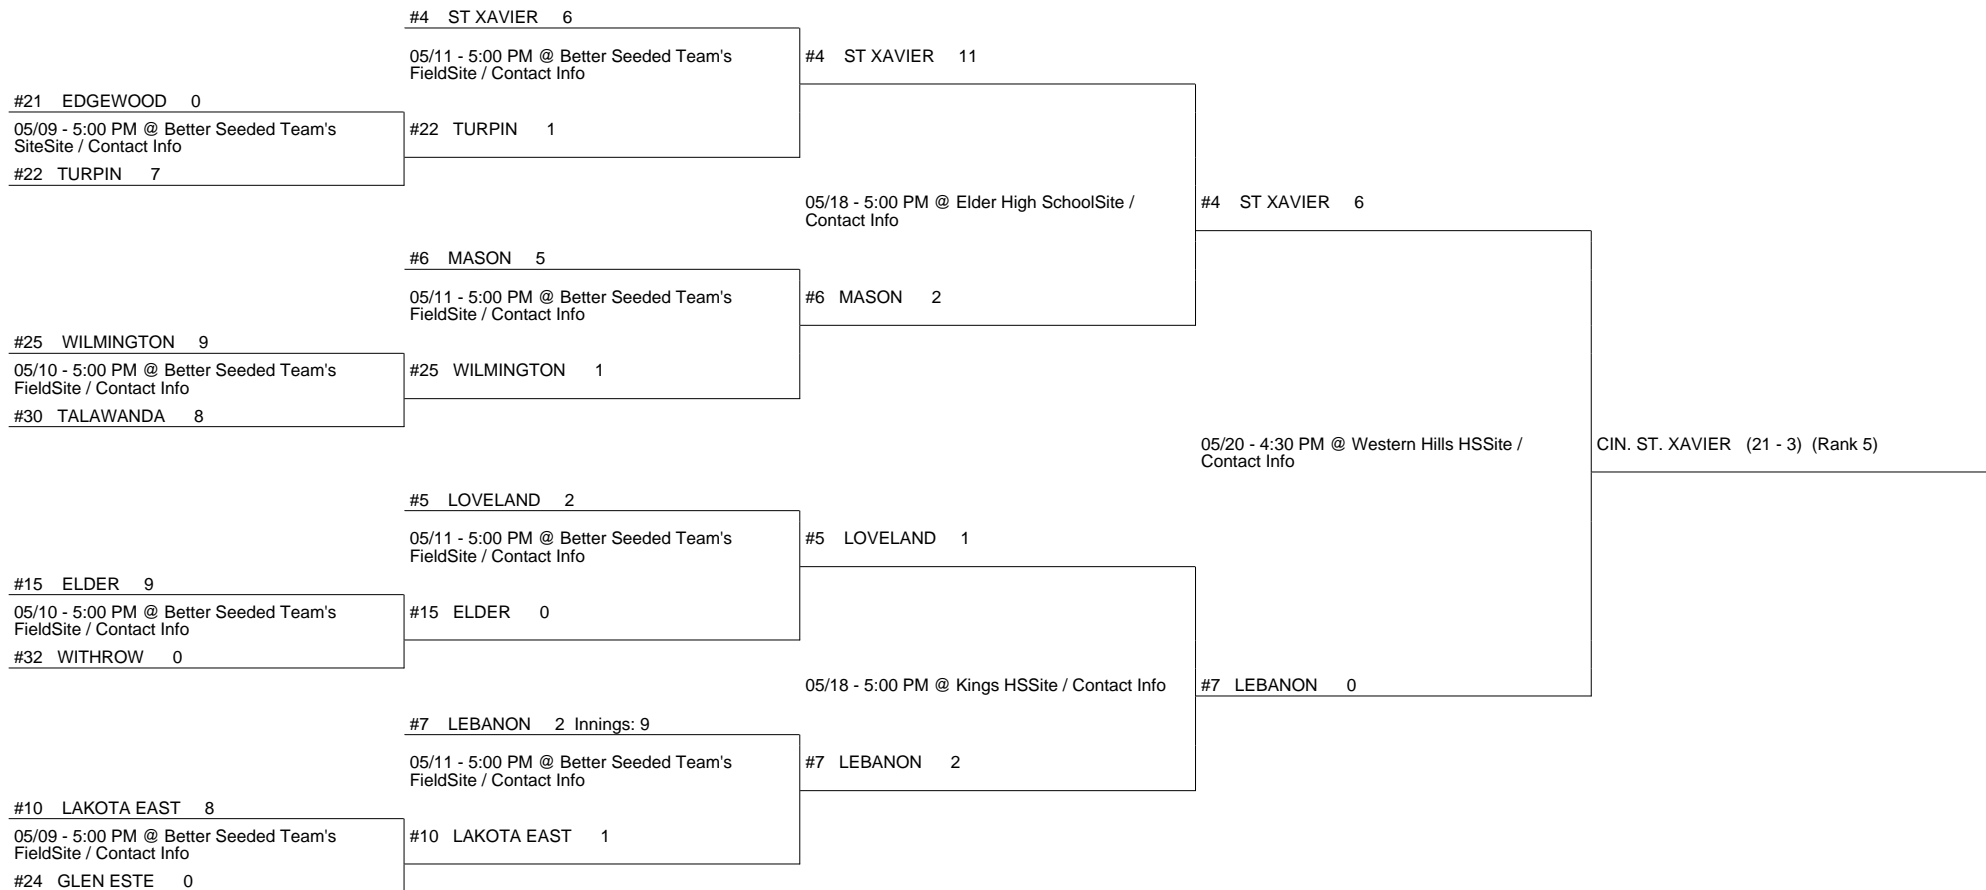 #4 ST XAVIER 6
05/11 - 5:00 PM @ Better Seeded Team's
FieldSite / Contact Info
#4 ST XAVIER 11
#21 EDGEWOOD 0
05/09 - 5:00 PM @ Better Seeded Team's
SiteSite / Contact Info
#22 TURPIN 1
#22 TURPIN 7
05/18 - 5:00 PM @ Elder High SchoolSite /
Contact Info
#4 ST XAVIER 6
#6 MASON 5
05/11 - 5:00 PM @ Better Seeded Team's
FieldSite / Contact Info
#6 MASON 2
#25 WILMINGTON 9
05/10 - 5:00 PM @ Better Seeded Team's
FieldSite / Contact Info
#25 WILMINGTON 1
#30 TALAWANDA 8
05/20 - 4:30 PM @ Western Hills HSSite /
Contact Info
CIN. ST. XAVIER (21 - 3) (Rank 5)
#5 LOVELAND 2
05/11 - 5:00 PM @ Better Seeded Team's
FieldSite / Contact Info
#5 LOVELAND 1
#15 ELDER 9
05/10 - 5:00 PM @ Better Seeded Team's
FieldSite / Contact Info
#15 ELDER 0
#32 WITHROW 0
05/18 - 5:00 PM @ Kings HSSite / Contact Info
#7 LEBANON 0
#7 LEBANON 2 Innings: 9
05/11 - 5:00 PM @ Better Seeded Team's
FieldSite / Contact Info
#7 LEBANON 2
#10 LAKOTA EAST 8
05/09 - 5:00 PM @ Better Seeded Team's
FieldSite / Contact Info
#10 LAKOTA EAST 1
#24 GLEN ESTE 0